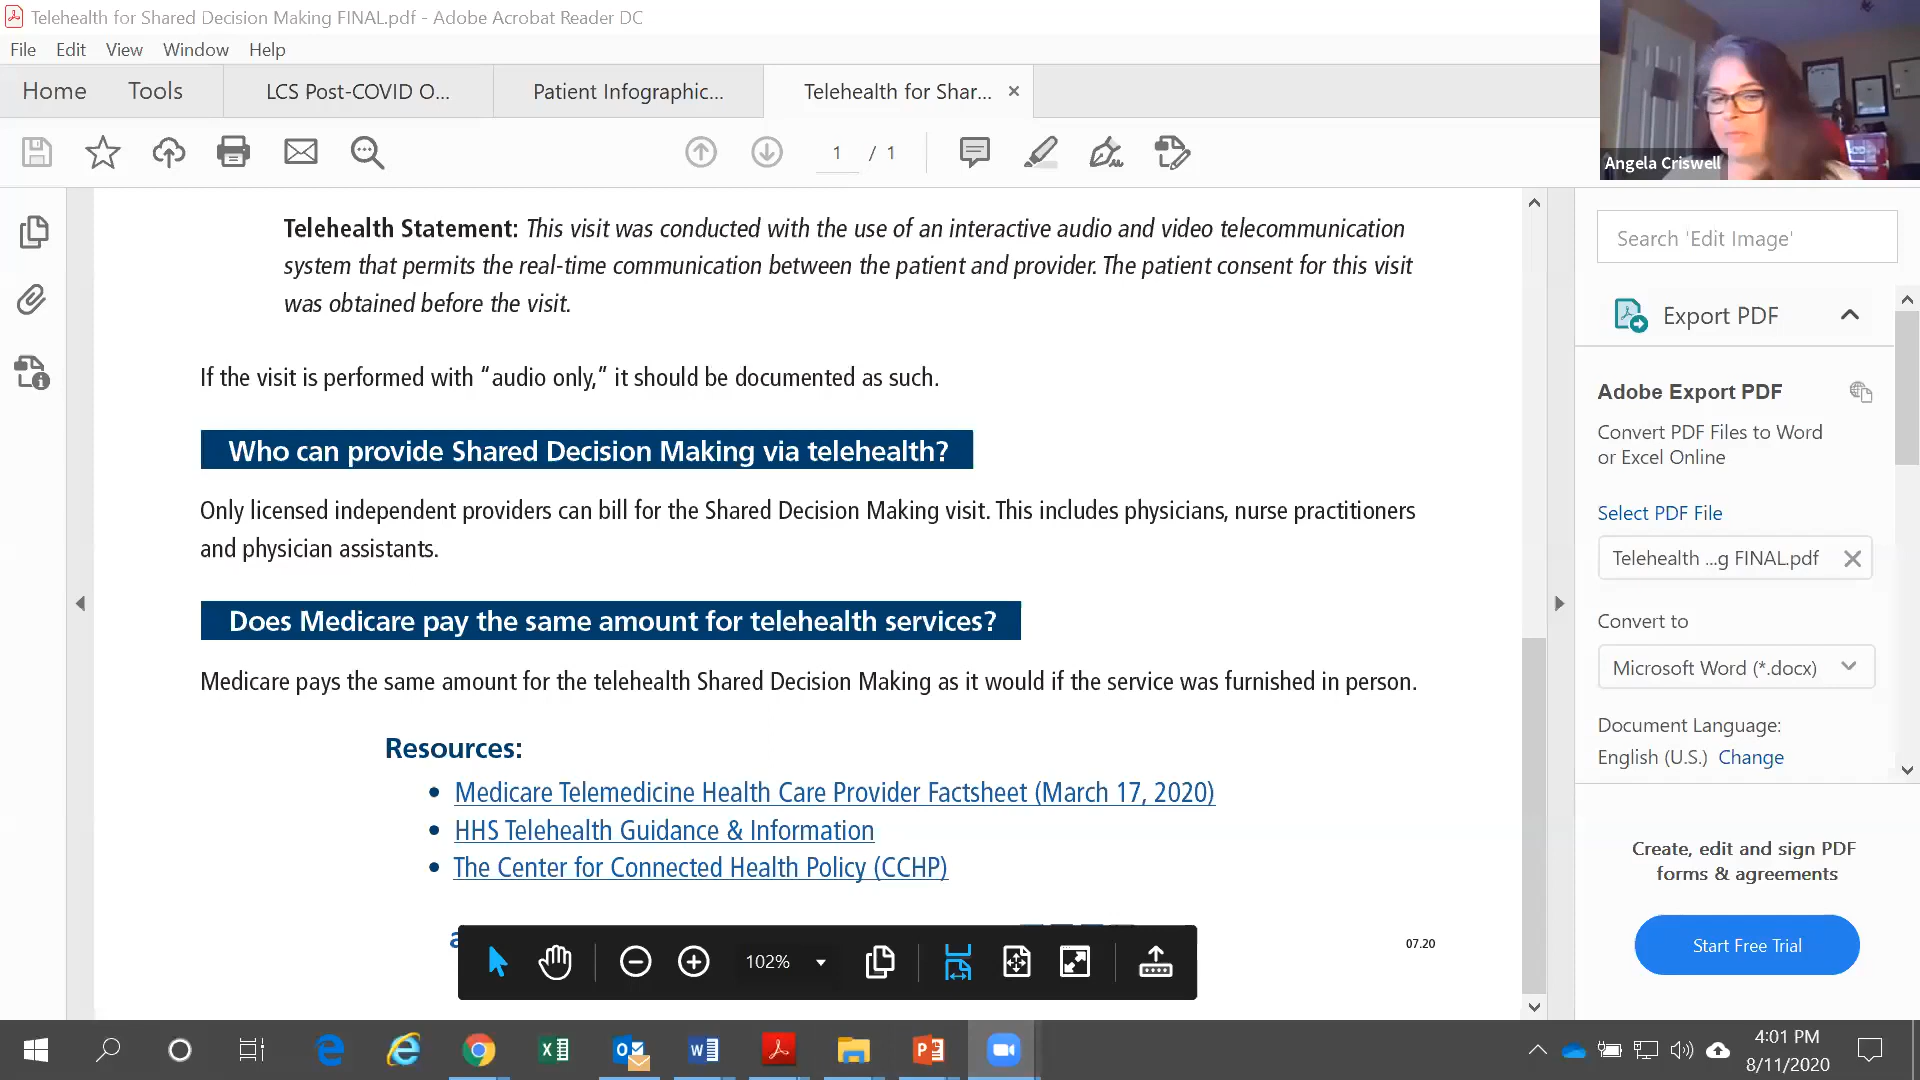 Telehealth for Shared Decision Making FINAL.pdf - Adobe Acrobat Reader DC
File Edit View Window Help
Home Tools LCS Post-COVID O... Patient Infographic... Telehealth for Shar... ×
1 / 1
Angela Criswell
Telehealth Statement: This visit was conducted with the use of an interactive audio and video telecommunication
system that permits the real-time communication between the patient and provider. The patient consent for this visit
was obtained before the visit.
If the visit is performed with “audio only,” it should be documented as such.
Who can provide Shared Decision Making via telehealth?
Only licensed independent providers can bill for the Shared Decision Making visit. This includes physicians, nurse practitioners
and physician assistants.
Does Medicare pay the same amount for telehealth services?
Medicare pays the same amount for the telehealth Shared Decision Making as it would if the service was furnished in person.
Resources:
• Medicare Telemedicine Health Care Provider Factsheet (March 17, 2020)
• HHS Telehealth Guidance & Information
• The Center for Connected Health Policy (CCHP)
07.20
102%
Search 'Edit Image'
Export PDF
Adobe Export PDF
Convert PDF Files to Word
or Excel Online
Select PDF File
Telehealth ...g FINAL.pdf
Convert to
Microsoft Word (*.docx)
Document Language:
English (U.S.) Change
Create, edit and sign PDF
forms & agreements
Start Free Trial
4:01 PM
8/11/2020